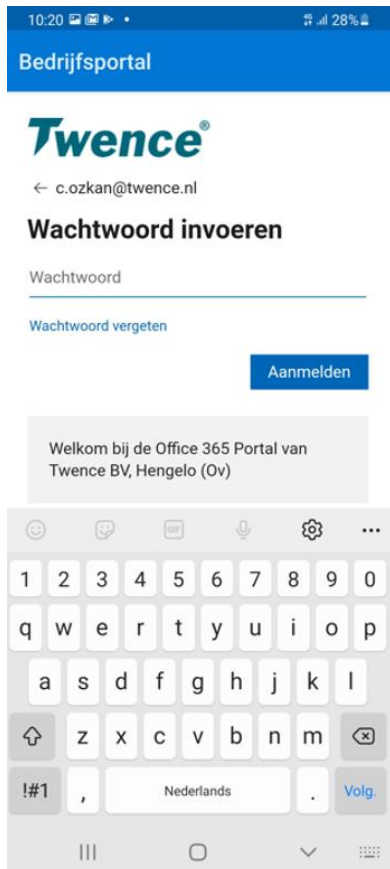 10:20 28%
Bedrijfsportal
Twence®
← c.ozkan@twence.nl
Wachtwoord invoeren
Wachtwoord
Wachtwoord vergeten
Aanmelden
Welkom bij de Office 365 Portal van
Twence BV, Hengelo (Ov)
GIF
1 2 3 4 5 6 7 8 9 0
q w e r t y u i o p
a s d f g h j k l
z x c v b n m
!#1 , Nederlands . Volg.